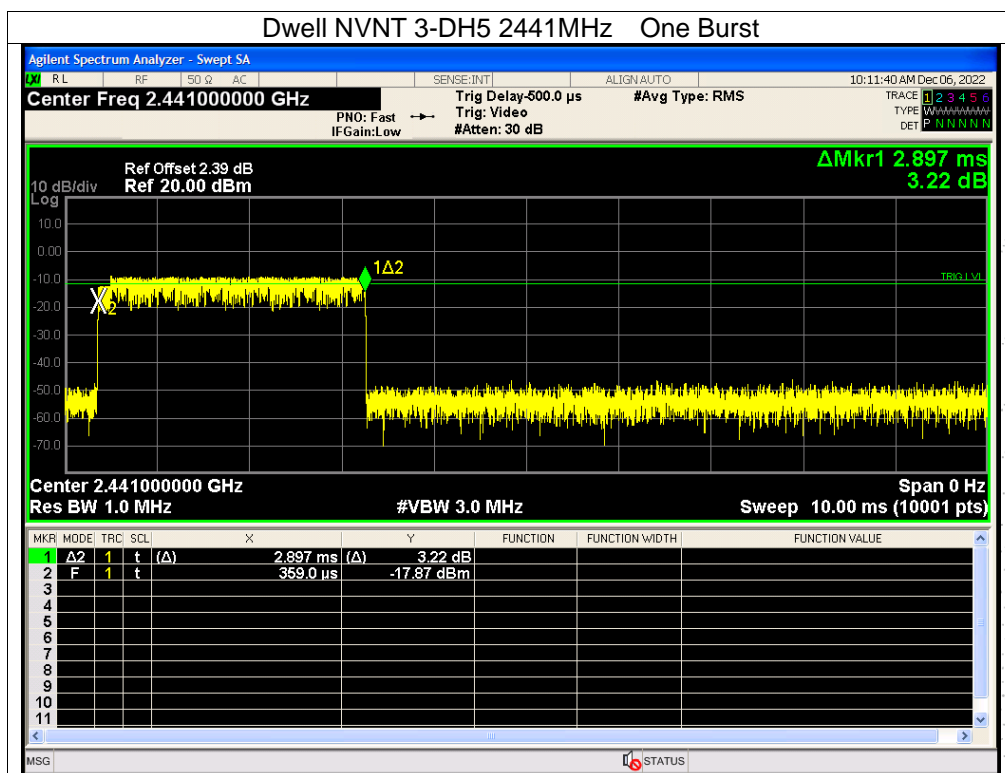 Dwell NVNT 3-DH5 2441MHz One Burst
Agilent Spectrum Analyzer - Swept SA
LXI RL RF 50 Ω AC SENSE:INT ALIGN AUTO 10:11:40 AM Dec 06, 2022
Center Freq 2.441000000 GHz Trig Delay-500.0 µs #Avg Type: RMS TRACE 1 2 3 4 5 6
PNO: Fast Trig: Video TYPE WWWWWW
IFGain:Low #Atten: 30 dB DET P N N N N N
ΔMkr1 2.897 ms
3.22 dB
Ref Offset 2.39 dB
10 dB/div Ref 20.00 dBm
Log
10.0
0.00
1Δ2
-10.0 TRIG LVL
2
-20.0
-30.0
-40.0
-50.0
-60.0
-70.0
Center 2.441000000 GHz Span 0 Hz
Res BW 1.0 MHz #VBW 3.0 MHz Sweep 10.00 ms (10001 pts)
MKR MODE TRC SCL X Y FUNCTION FUNCTION WIDTH FUNCTION VALUE
1 Δ2 1 t (Δ) 2.897 ms (Δ) 3.22 dB
2 F 1 t 359.0 µs -17.87 dBm
3
4
5
6
7
8
9
10
11
MSG STATUS